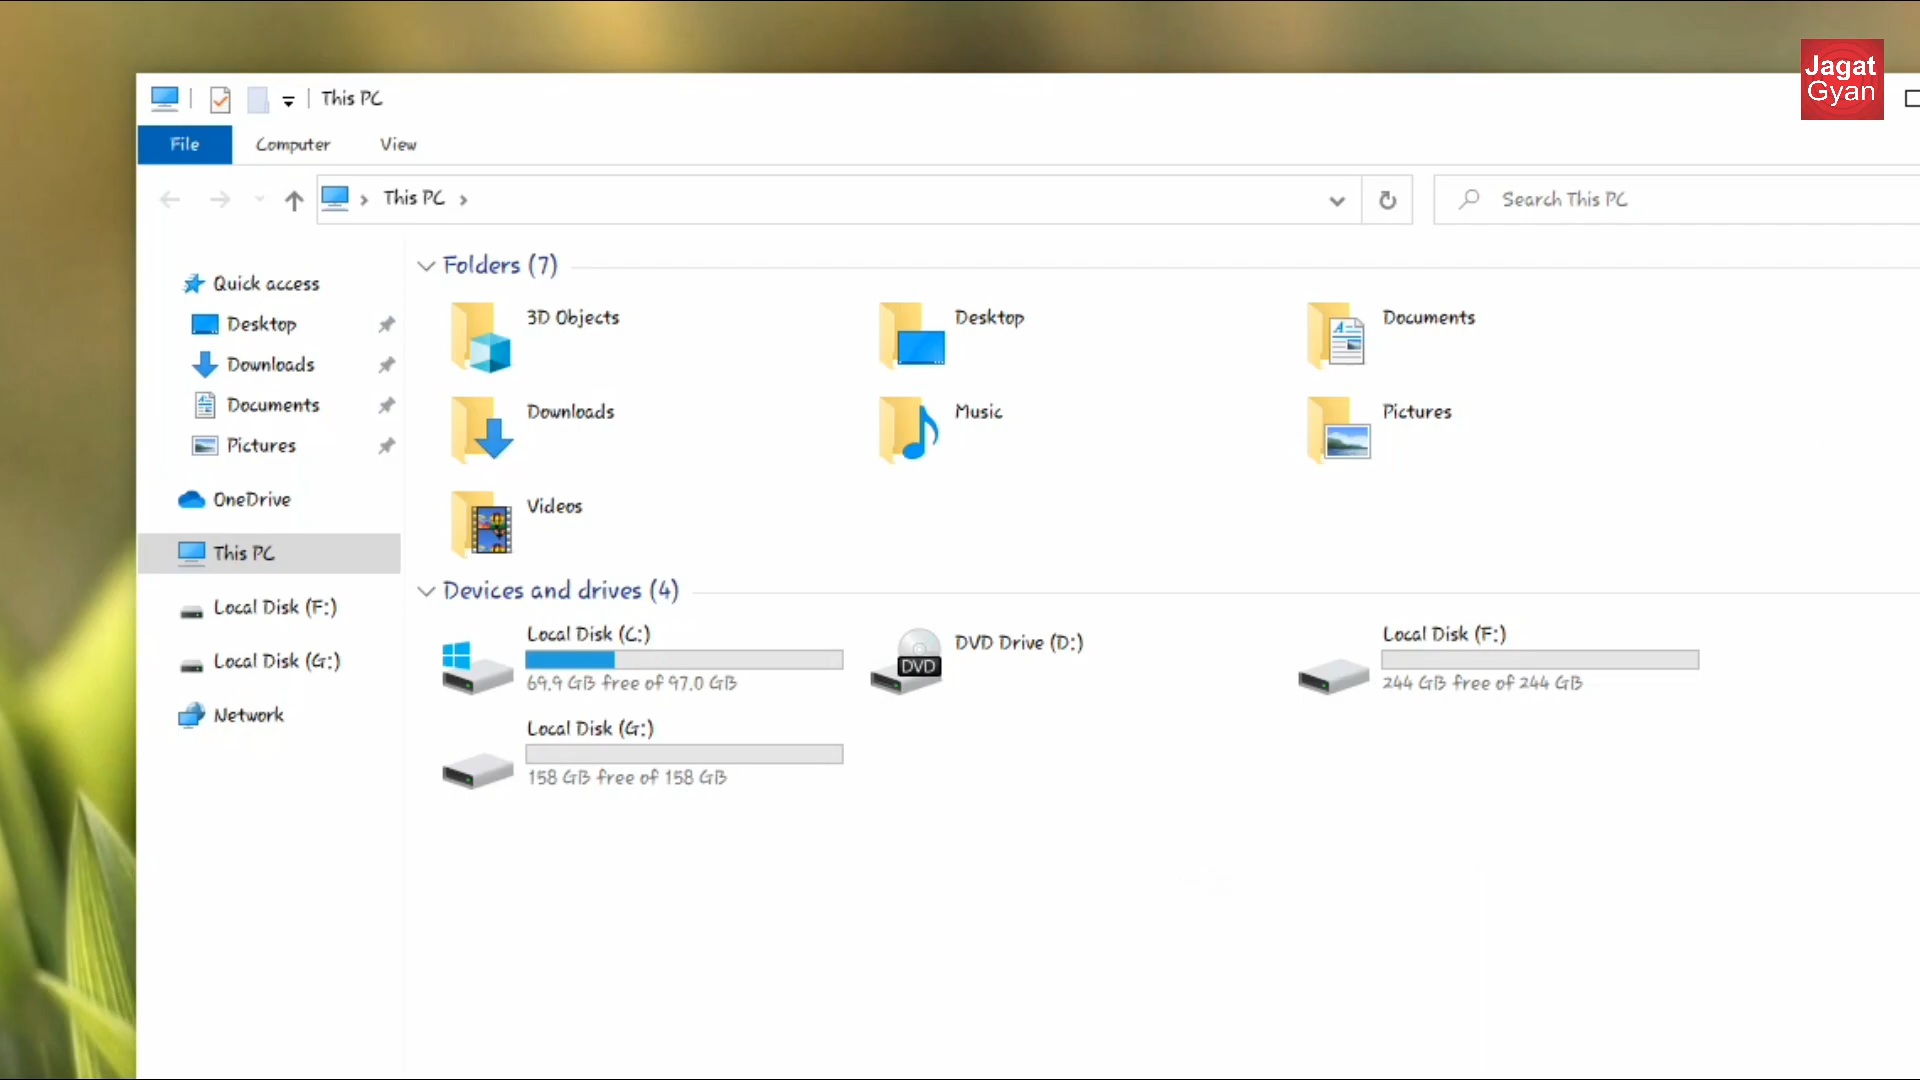 This PC
Jagat
Gyan
File Computer View
This PC
Search This PC
Quick access
Desktop
Downloads
Documents
Pictures
OneDrive
This PC
Local Disk (F:)
Local Disk (G:)
Network
Folders (7)
3D Objects
Desktop
Documents
Downloads
Music
Pictures
Videos
Devices and drives (4)
Local Disk (C:)
69.9 GB free of 97.0 GB
DVD
DVD Drive (D:)
Local Disk (F:)
244 GB free of 244 GB
Local Disk (G:)
158 GB free of 158 GB